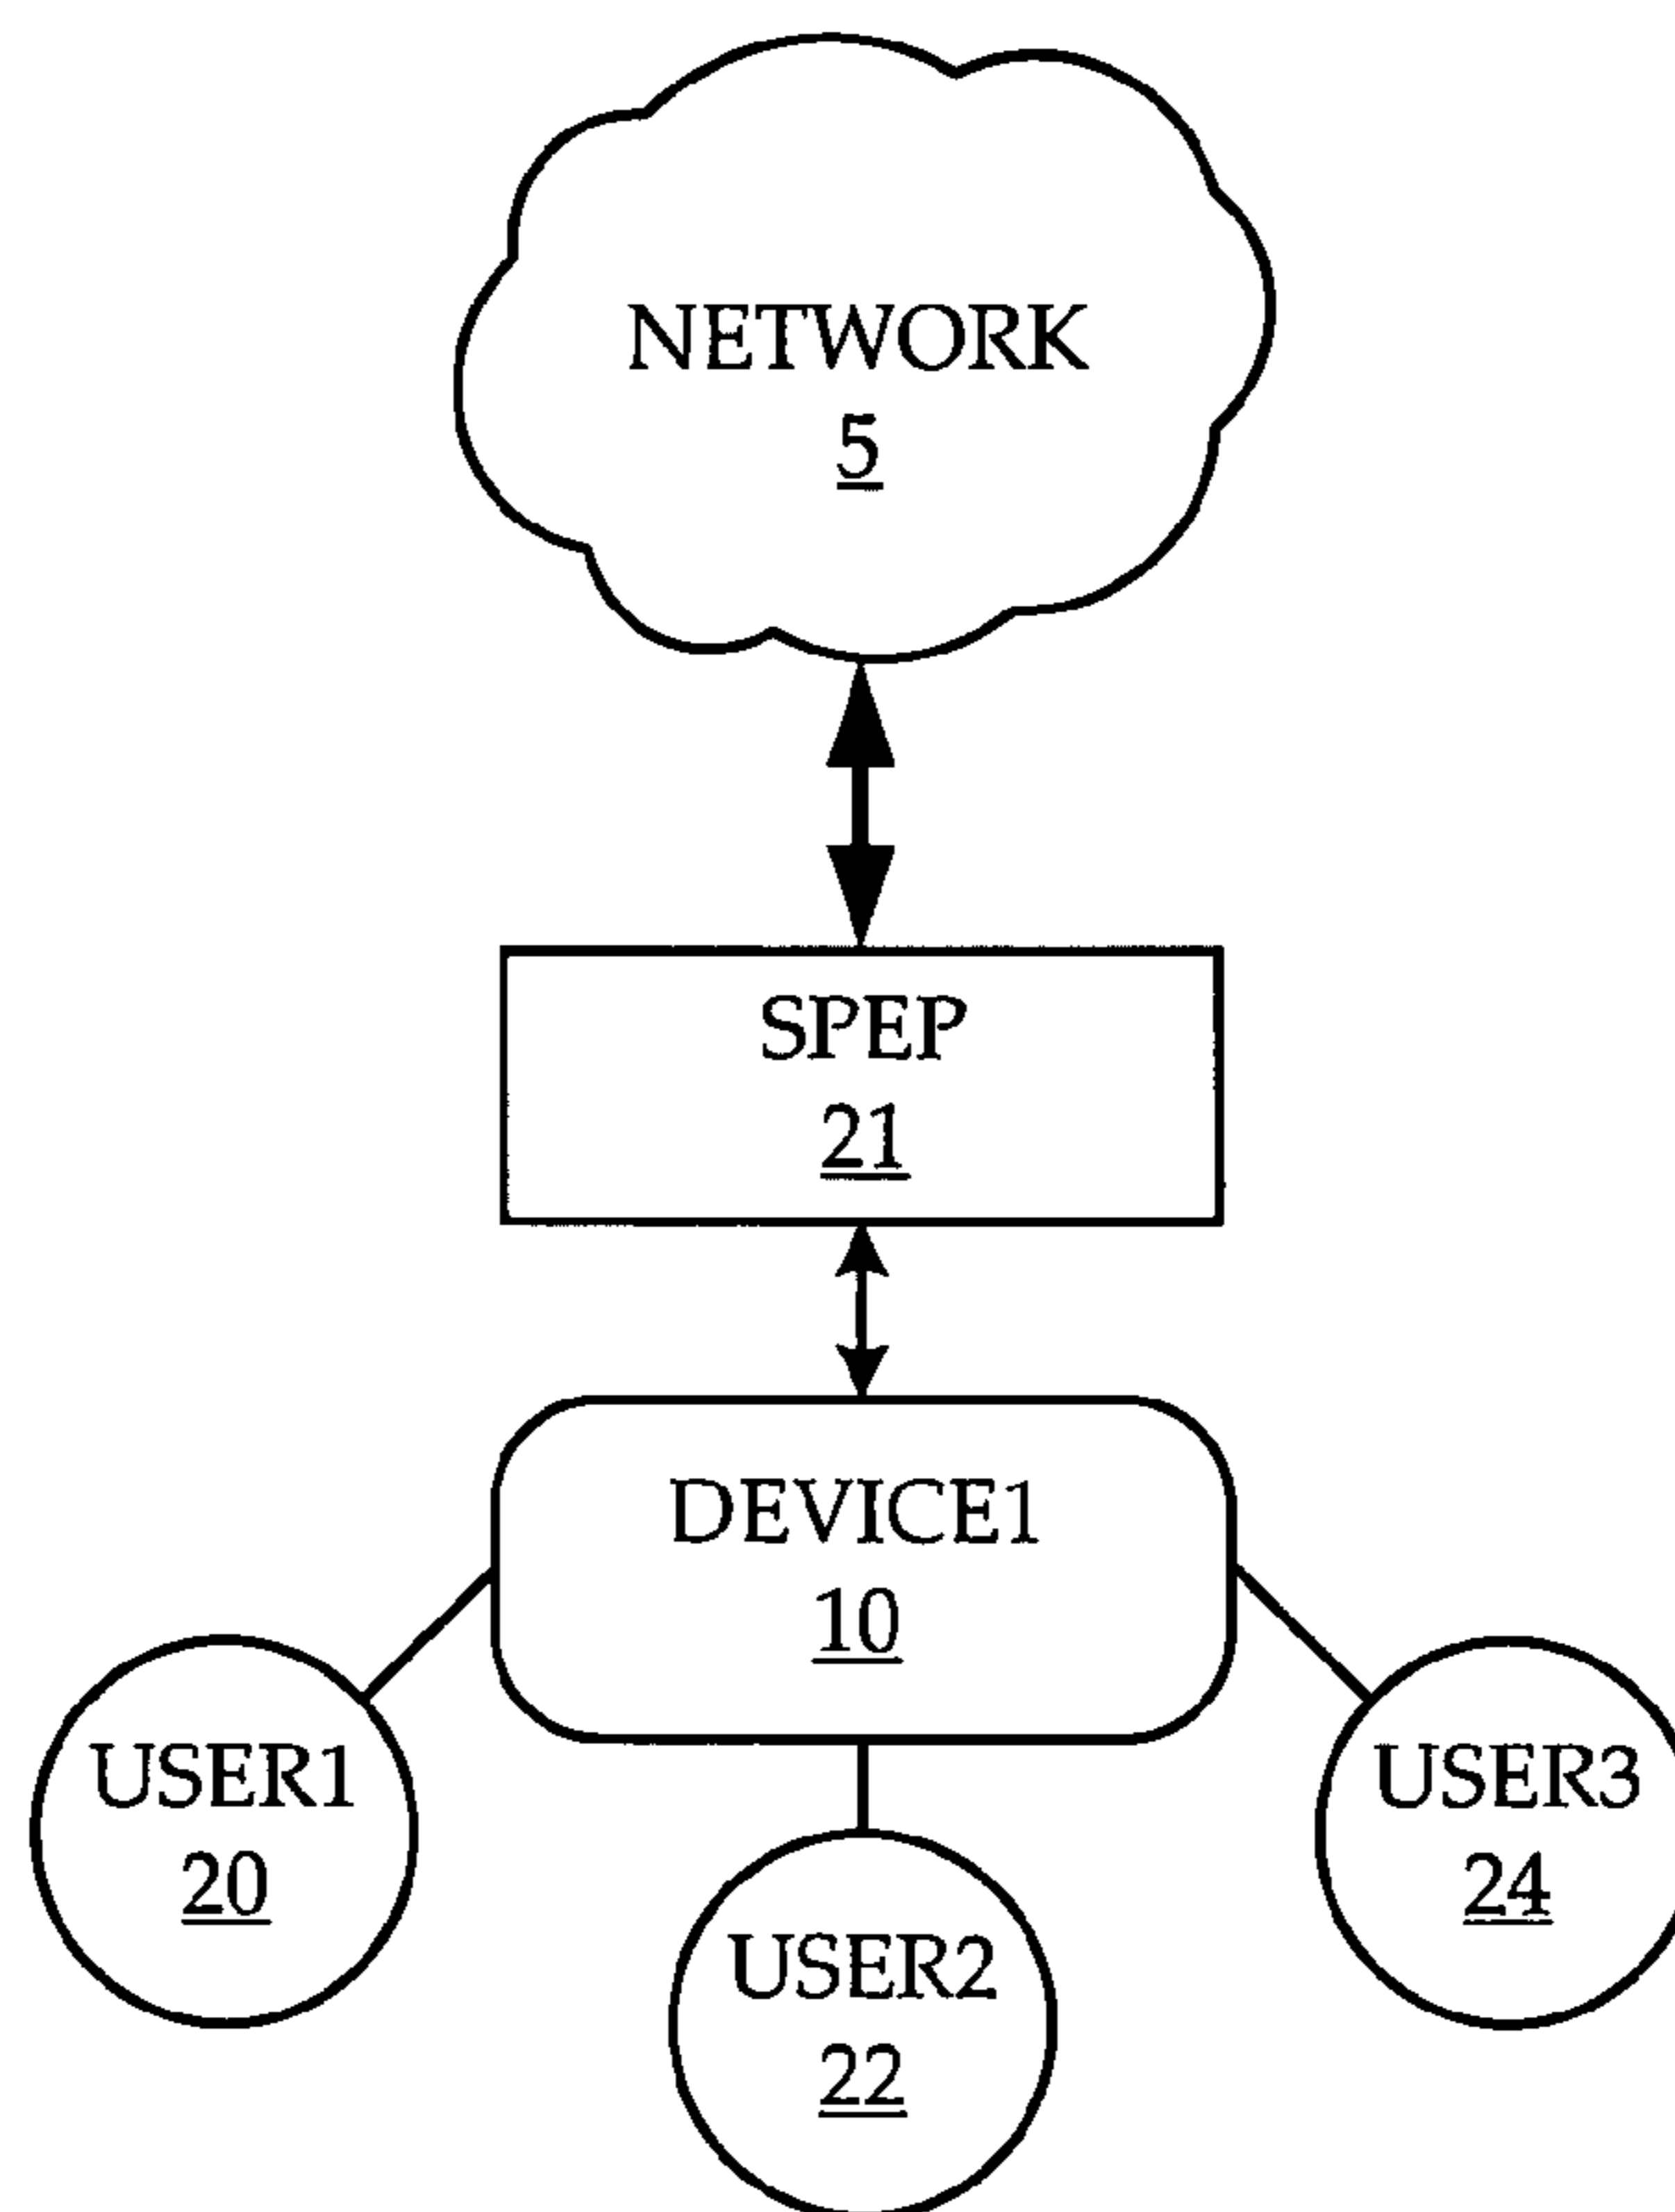 NETWORK
5
SPEP
21
DEVICE1
10
USER1
20
USER2
22
USER3
24